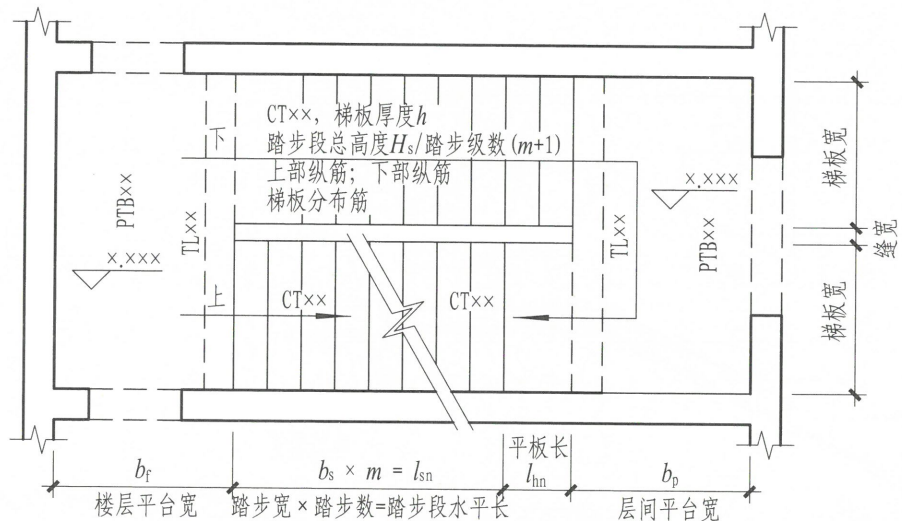 CT××，梯板厚度h
踏步段总高度Hs/踏步级数(m+1)
上部纵筋；下部纵筋
梯板分布筋
下
上
PTB××
×.×××
TL××
CT××
CT××
TL××
×.×××
PTB××
梯板宽
缝宽
梯板宽
平板长
bf
bs × m = lsn
lhn
bp
楼层平台宽
踏步宽×踏步数=踏步段水平长
层间平台宽